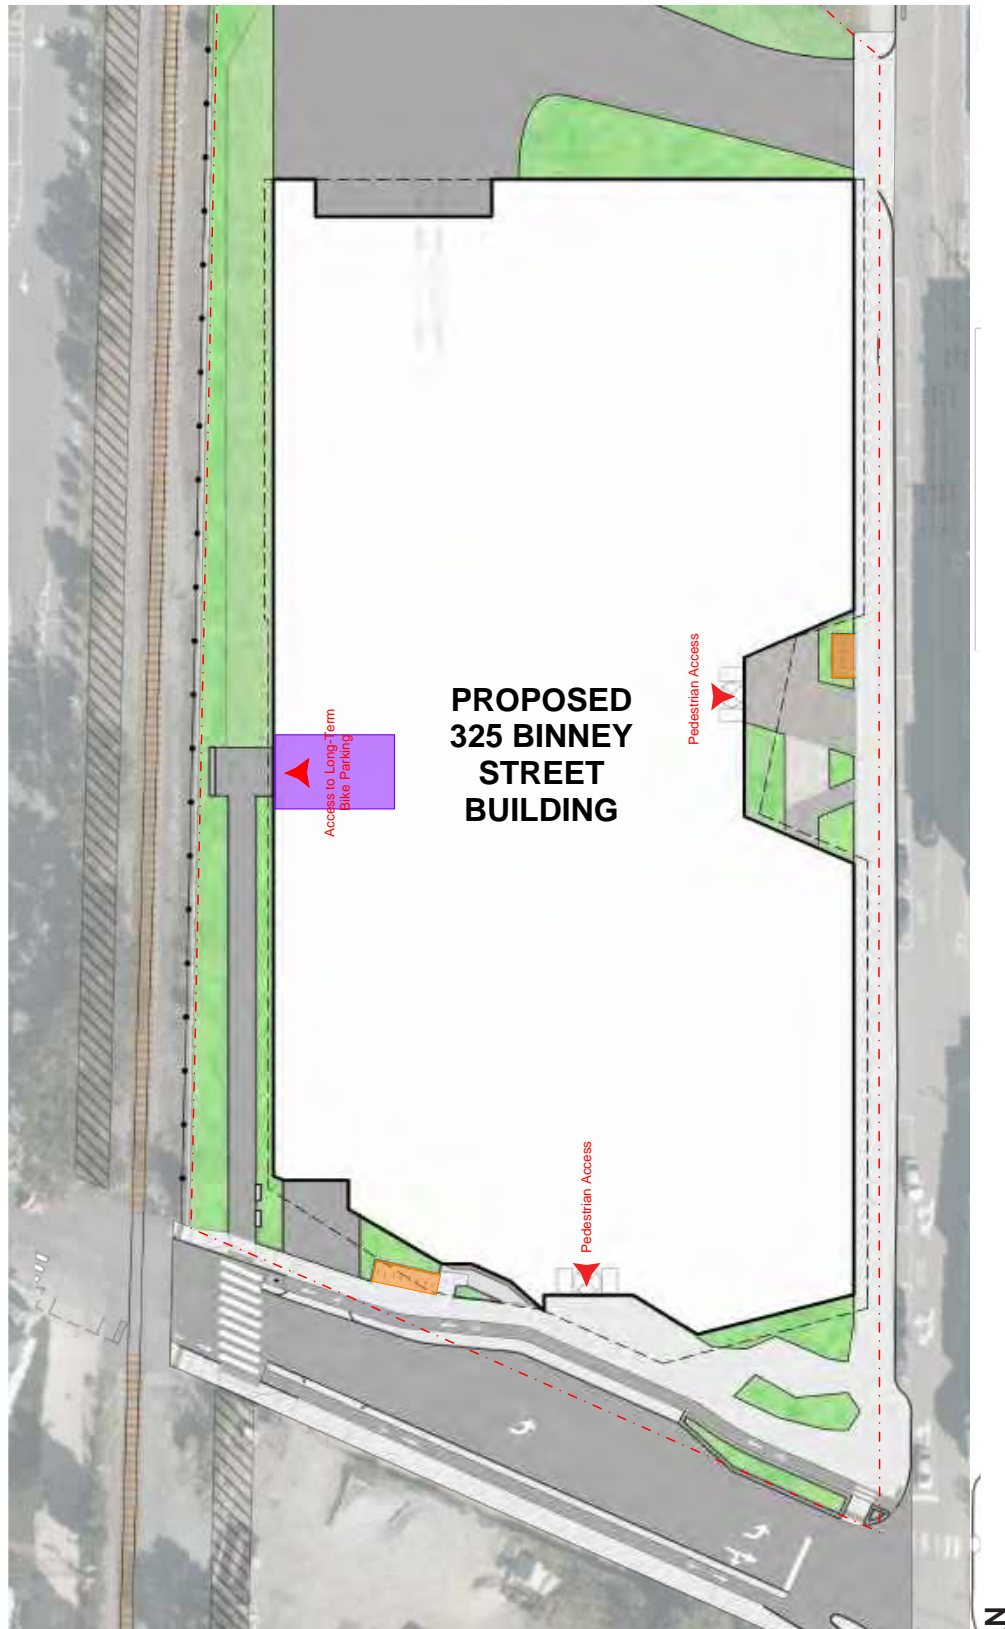 PROPOSED
325 BINNEY
STREET
BUILDING
Pedestrian Access
Access to Long-Term
Bike Parking
Pedestrian Access
N